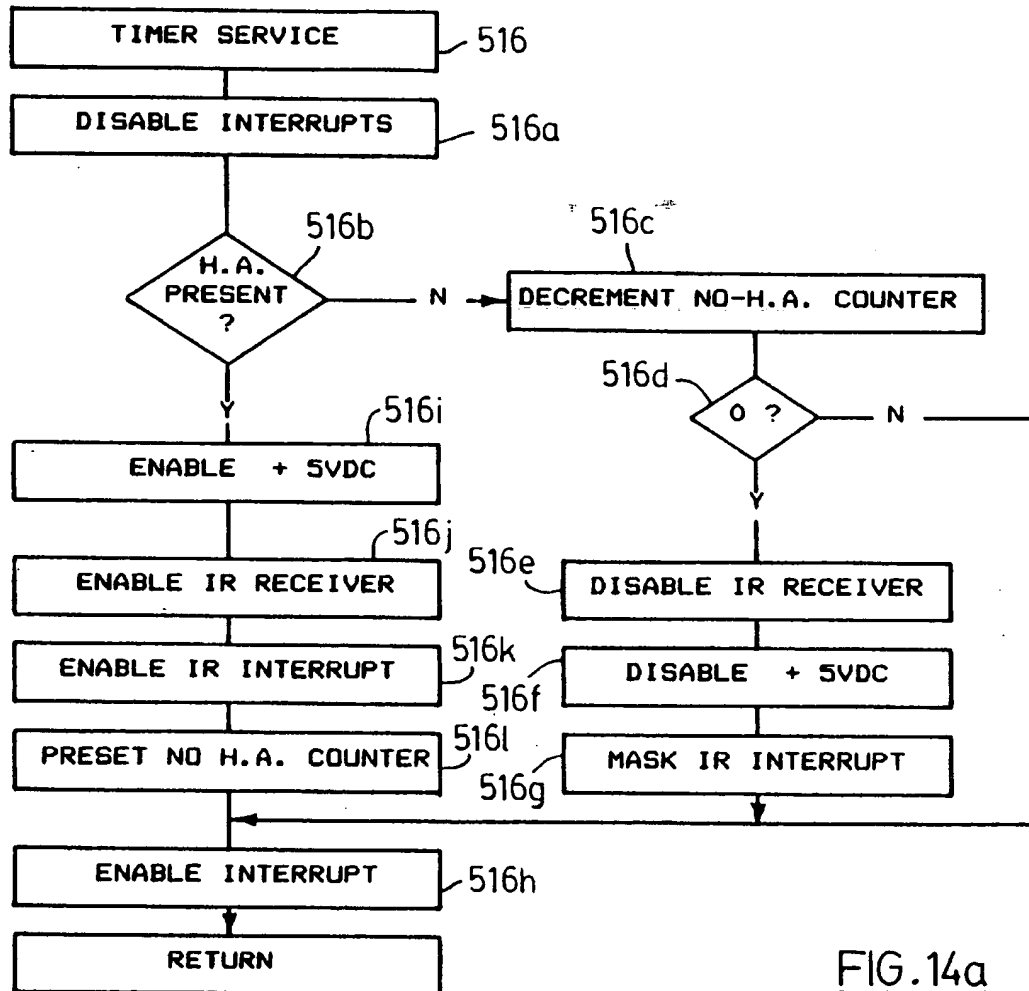 TIMER SERVICE
516
DISABLE INTERRUPTS
516a
516b
H.A.
PRESENT
?
N
516c
DECREMENT NO-H.A. COUNTER
516d
0 ?
N
Y
Y
516i
ENABLE + 5VDC
516j
ENABLE IR RECEIVER
516e
DISABLE IR RECEIVER
ENABLE IR INTERRUPT
516k
516f
DISABLE + 5VDC
PRESET NO H.A. COUNTER
516l
516g
MASK IR INTERRUPT
ENABLE INTERRUPT
516h
RETURN
FIG.14a